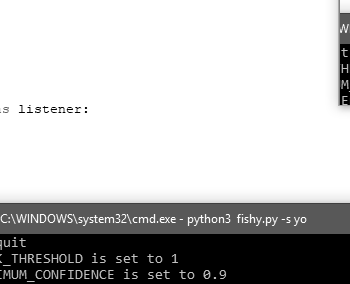 as listener:
C:\WINDOWS\system32\cmd.exe - python3 fishy.py -s yo
quit
_THRESHOLD is set to 1
IMUM_CONFIDENCE is set to 0.9